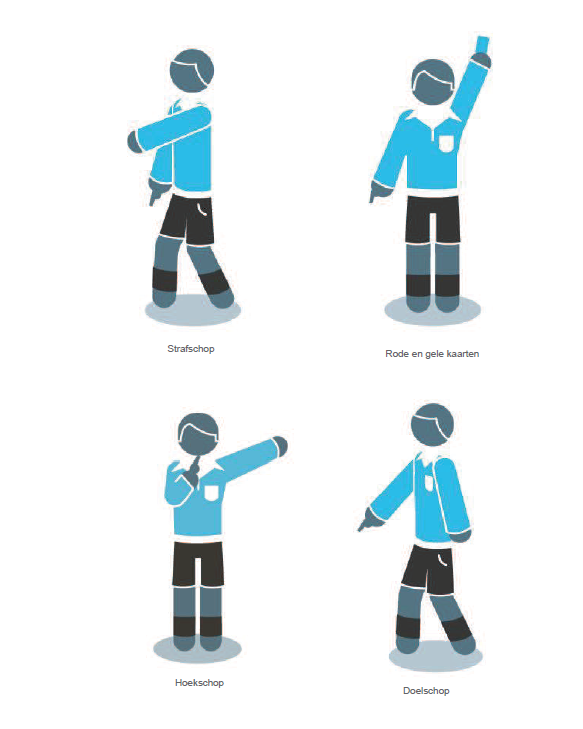 Strafschop
Rode en gele kaarten
Hoekschop
Doelschop